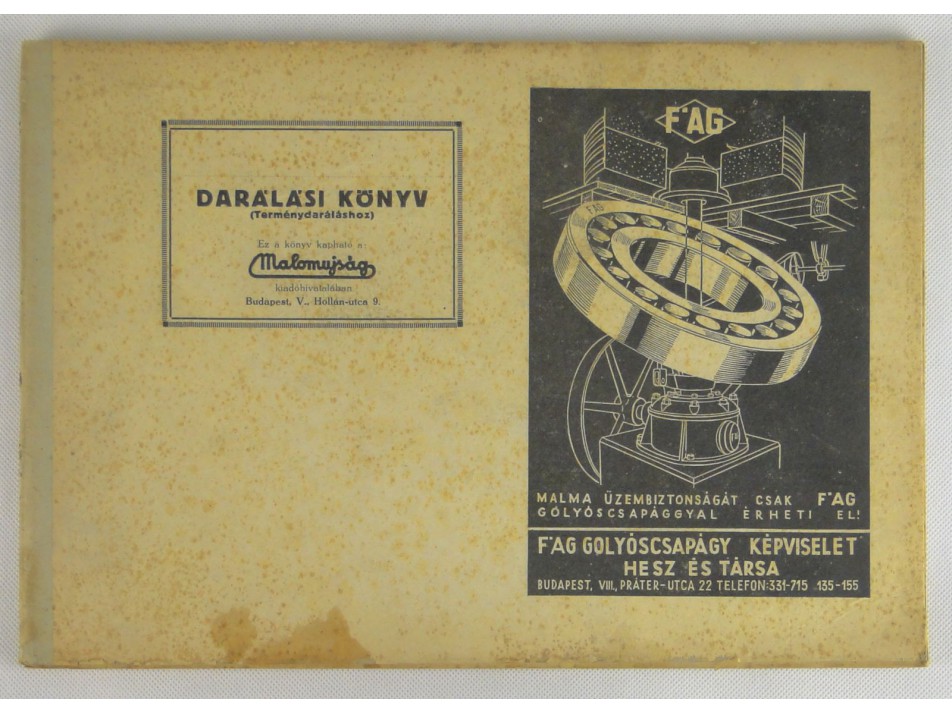 DARÁLÁSI KÖNYV
(Terménydaráláshoz)
Ez a könyv kapható a:
Malomujság
kiadóhivatalában
Budapest, V., Hollán-utca 9.
FAG
FAG
MALMA ÜZEMBIZTONSÁGÁT CSAK FAG
GOLYÓSCSAPÁGGYAL ÉRHETI EL!
FAG GOLYÓSCSAPÁGY KÉPVISELET
HESZ ÉS TÁRSA
BUDAPEST, VIII., PRÁTER-UTCA 22 TELEFON:331-715 135-155